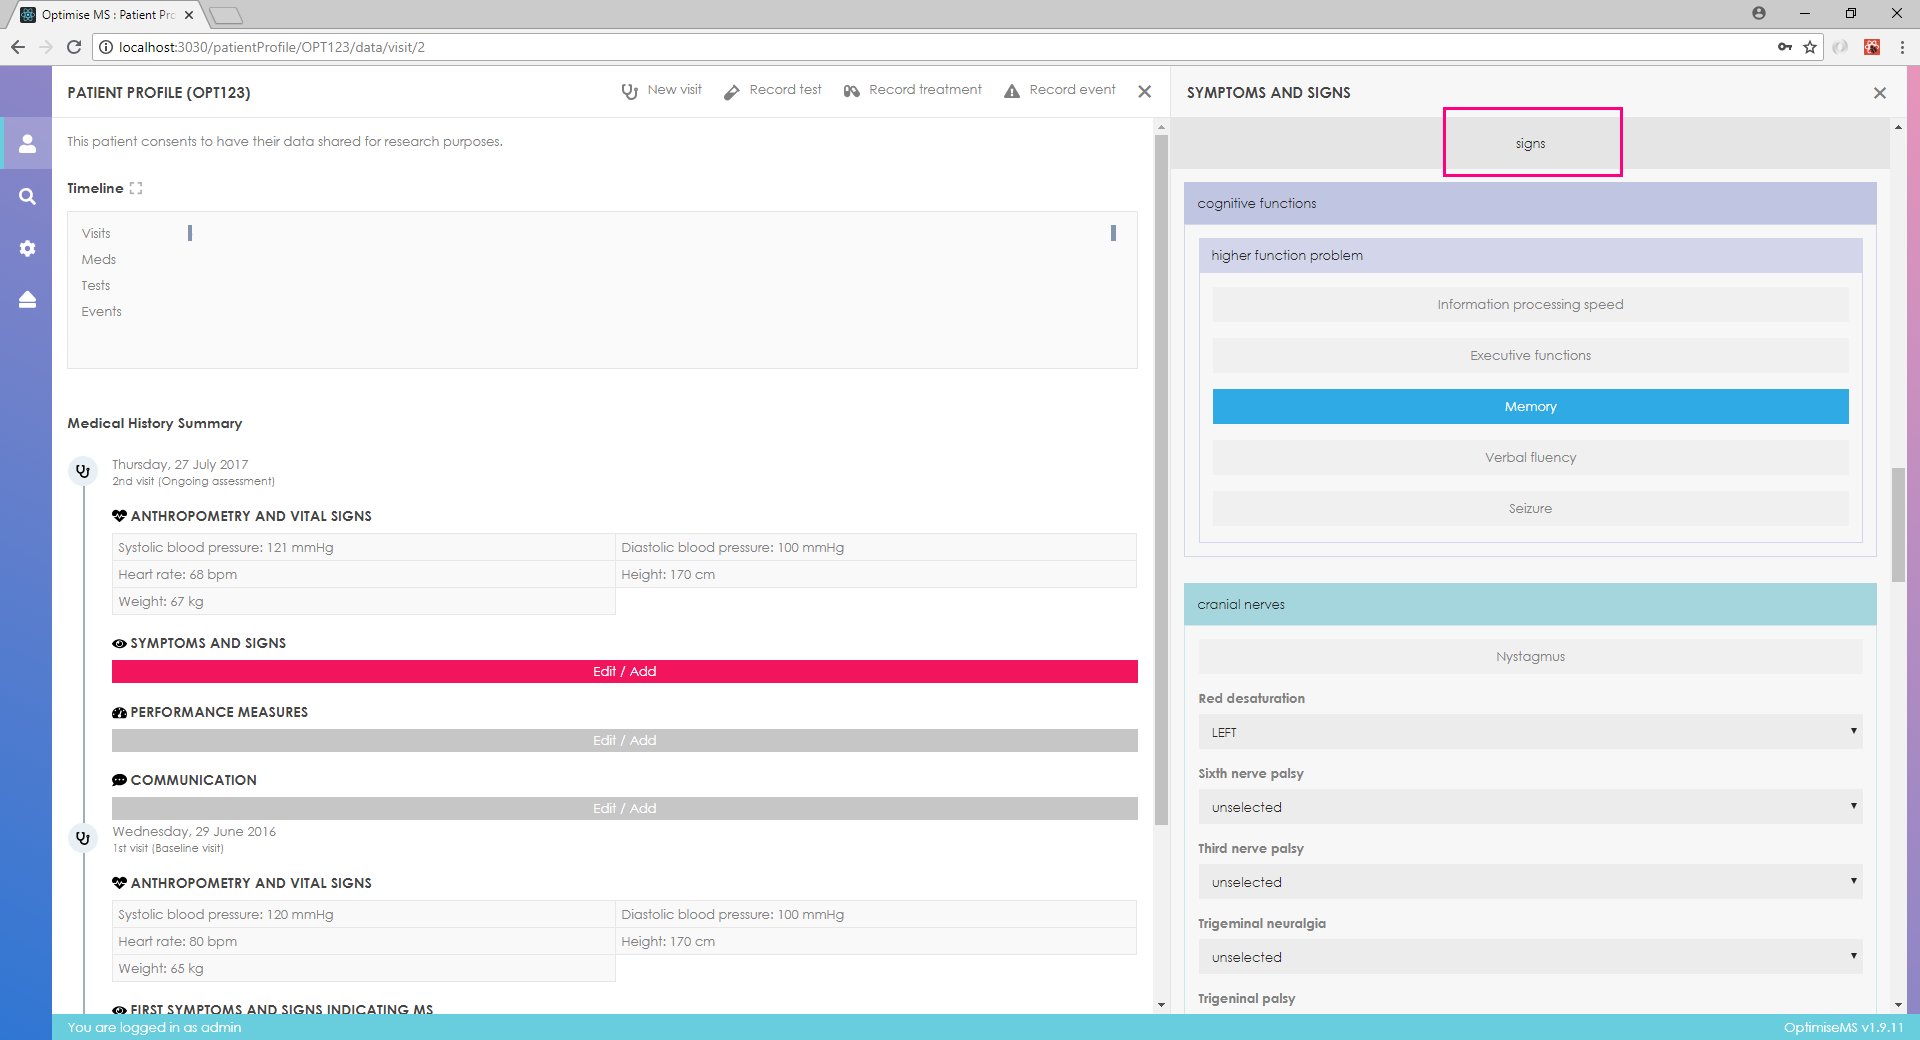 Optimise MS : Patient Pro
localhost:3030/patientProfile/OPT123/data/visit/2
PATIENT PROFILE (OPT123)
New visit
Record test
Record treatment
Record event
This patient consents to have their data shared for research purposes.
Timeline
Visits
Meds
Tests
Events
Medical History Summary
Thursday, 27 July 2017
2nd visit (Ongoing assessment)
ANTHROPOMETRY AND VITAL SIGNS
Systolic blood pressure: 121 mmHg
Diastolic blood pressure: 100 mmHg
Heart rate: 68 bpm
Height: 170 cm
Weight: 67 kg
SYMPTOMS AND SIGNS
Edit / Add
PERFORMANCE MEASURES
Edit / Add
COMMUNICATION
Edit / Add
Wednesday, 29 June 2016
1st visit (Baseline visit)
ANTHROPOMETRY AND VITAL SIGNS
Systolic blood pressure: 120 mmHg
Diastolic blood pressure: 100 mmHg
Heart rate: 80 bpm
Height: 170 cm
Weight: 65 kg
FIRST SYMPTOMS AND SIGNS INDICATING MS
SYMPTOMS AND SIGNS
signs
cognitive functions
higher function problem
Information processing speed
Executive functions
Memory
Verbal fluency
Seizure
cranial nerves
Nystagmus
Red desaturation
LEFT
Sixth nerve palsy
unselected
Third nerve palsy
unselected
Trigeminal neuralgia
unselected
Trigeninal palsy
You are logged in as admin
OptimiseMS v1.9.11